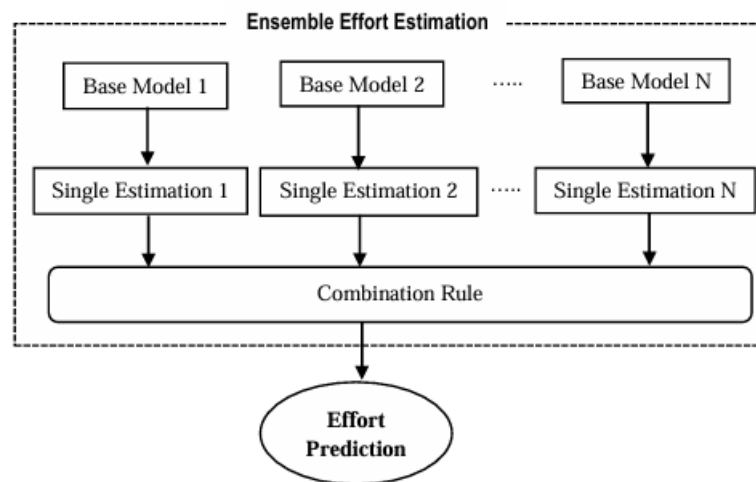 Ensemble Effort Estimation
Base Model 1
Base Model 2
.....
Base Model N
Single Estimation 1
Single Estimation 2
.....
Single Estimation N
Combination Rule
Effort
Prediction